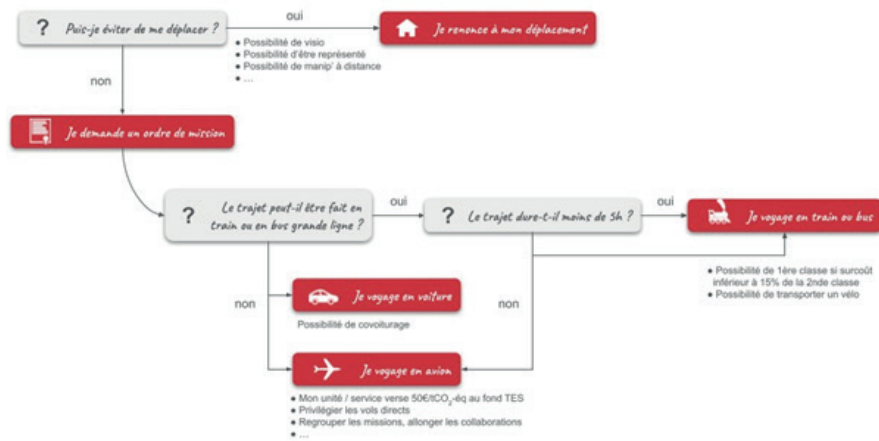 ? Puis-je éviter de me déplacer ?
oui
Je renonce à mon déplacement
● Possibilité de visio
● Possibilité d'être représenté
● Possibilité de manip' à distance
● ...
non
Je demande un ordre de mission
? Le trajet peut-il être fait en
train ou en bus grande ligne ?
oui
? Le trajet dure-t-il moins de 5h ?
oui
Je voyage en train ou bus
● Possibilité de 1ère classe si surcoût
inférieur à 15% de la 2nde classe
● Possibilité de transporter un vélo
non
Je voyage en voiture
Possibilité de covoiturage
non
Je voyage en avion
● Mon unité / service verse 50€/tCO₂-éq au fond TES
● Privilégier les vols directs
● Regrouper les missions, allonger les collaborations
● ...